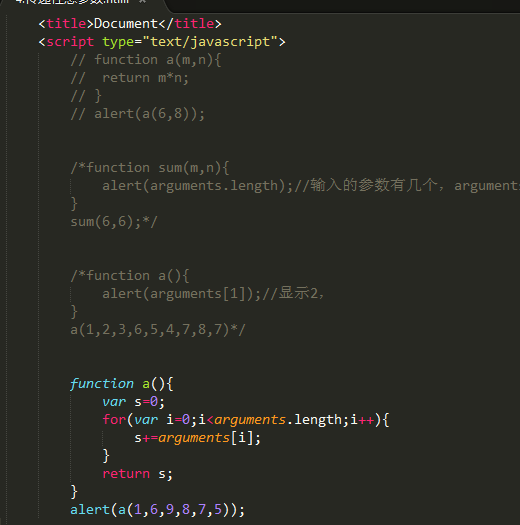 <title>Document</title>
<script type="text/javascript">
// function a(m,n){
//  return m*n;
// }
// alert(a(6,8));
/*function sum(m,n){
alert(arguments.length);//输入的参数有几个，argument
}
sum(6,6);*/
/*function a(){
alert(arguments[1]);//显示2，
}
a(1,2,3,6,5,4,7,8,7)*/
function a(){
var s=0;
for(var i=0;i<arguments.length;i++){
s+=arguments[i];
}
return s;
}
alert(a(1,6,9,8,7,5));